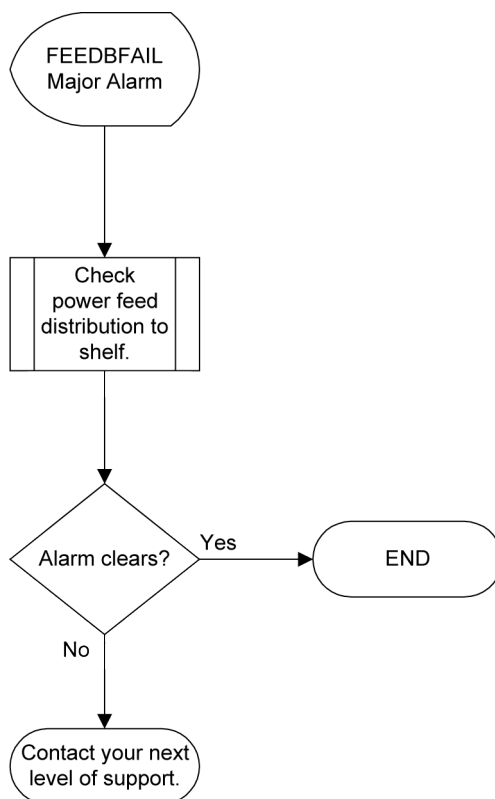 FEEDBFAIL
Major Alarm
Check
power feed
distribution to
shelf.
Alarm clears?
Yes
END
No
Contact your next
level of support.